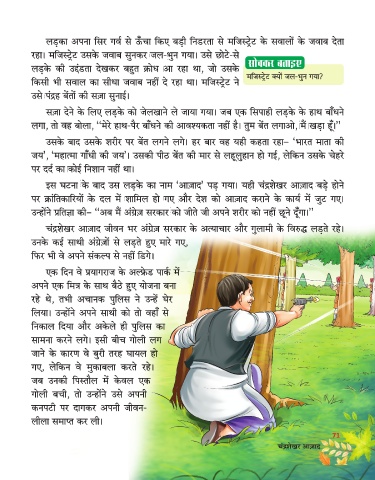 लड़का अपना सिर गर्व से ऊँचा किए बड़ी निडरता से मजिस्ट्रेट के सवालों के जवाब देता
रहा। मजिस्ट्रेट उसके जवाब सुनकर जल-भुन गया। उसे छोटे-से
लड़के की उद्दंडता देखकर बहुत क्रोध आ रहा था, जो उसके
किसी भी सवाल का सीधा जवाब नहीं दे रहा था। मजिस्ट्रेट ने
उसे पंद्रह बेंतों की सज़ा सुनाई।
सोचकर बताइए
मजिस्ट्रेट क्यों जल-भुन गया?
सज़ा देने के लिए लड़के को जेलखाने ले जाया गया। जब एक सिपाही लड़के के हाथ बाँधने
लगा, तो वह बोला, ‘‘मेरे हाथ-पैर बाँधने की आवश्यकता नहीं है। तुम बेंत लगाओ, मैं खड़ा हूँ।’’
उसके बाद उसके शरीर पर बेंत लगने लगे। हर बार वह यही कहता रहा– ‘भारत माता की
जय’, ‘महात्मा गाँधी की जय’। उसकी पीठ बेंत की मार से लहूलुहान हो गई, लेकिन उसके चेहरे
पर दर्द का कोई निशान नहीं था।
इस घटना के बाद उस लड़के का नाम ‘आज़ाद’ पड़ गया। यही चंद्रशेखर आज़ाद बड़े होने
पर क्रांतिकारियों के दल में शामिल हो गए और देश को आज़ाद कराने के कार्य में जुट गए।
उन्होंने प्रतिज्ञा की– ‘‘अब मैं अंग्रेज़ सरकार को जीते जी अपने शरीर को नहीं छूने दूँगा।’’
चंद्रशेखर आज़ाद जीवन भर अंग्रेज़ सरकार के अत्याचार और गुलामी के विरुद्ध लड़ते रहे।
उनके कई साथी अंग्रेज़ों से लड़ते हुए मारे गए,
फिर भी वे अपने संकल्प से नहीं डिगे।
एक दिन वे प्रयागराज के अल्फ्रेड पार्क में
अपने एक मित्र के साथ बैठे हुए योजना बना
रहे थे, तभी अचानक पुलिस ने उन्हें घेर
लिया। उन्होंने अपने साथी को तो वहाँ से
निकाल दिया और अकेले ही पुलिस का
सामना करने लगे। इसी बीच गोली लग
जाने के कारण वे बुरी तरह घायल हो
गए, लेकिन वे मुकाबला करते रहे।
जब उनकी पिस्तौल में केवल एक
गोली बची, तो उन्होंने उसे अपनी
कनपटी पर दागकर अपनी जीवन-
लीला समाप्त कर ली।
चंद्रशेखर आज़ाद